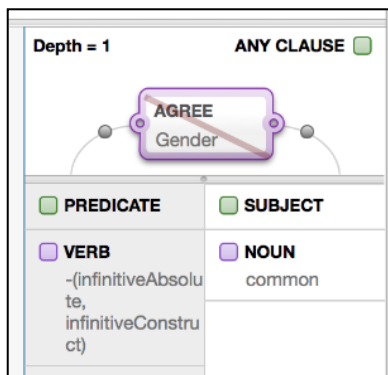 Depth = 1 ANY CLAUSE
AGREE
Gender
PREDICATE SUBJECT
VERB NOUN
-(infinitiveAbsolu common
te,
infinitiveConstru
ct)